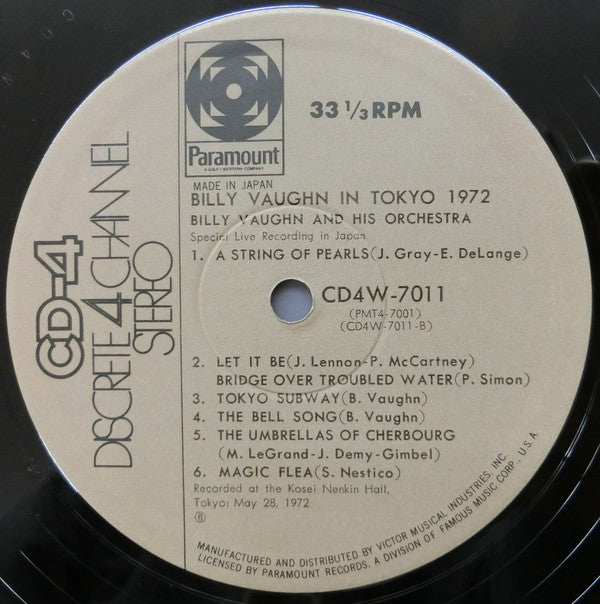 C D 4 W
CD-4
DISCRETE 4 CHANNEL
STEREO
Paramount
A GULF+WESTERN COMPANY
33 1/3 RPM
MADE IN JAPAN
BILLY VAUGHN IN TOKYO 1972
BILLY VAUGHN AND HIS ORCHESTRA
Special Live Recording in Japan
1. A STRING OF PEARLS(J. Gray-E. DeLange)
CD4W-7011
(PMT4-7001)
(CD4W-7011-B)
2. LET IT BE(J. Lennon-P. McCartney)
BRIDGE OVER TROUBLED WATER(P. Simon)
3. TOKYO SUBWAY(B. Vaughn)
4. THE BELL SONG(B. Vaughn)
5. THE UMBRELLAS OF CHERBOURG
(M. LeGrand-J. Demy-Gimbel)
6. MAGIC FLEA(S. Nestico)
Recorded at the Kosei Nenkin Hall,
Tokyo: May 28, 1972
Ⓡ
MANUFACTURED AND DISTRIBUTED BY VICTOR MUSICAL INDUSTRIES, INC.
LICENSED BY PARAMOUNT RECORDS. A DIVISION OF FAMOUS MUSIC CORP., U.S.A.